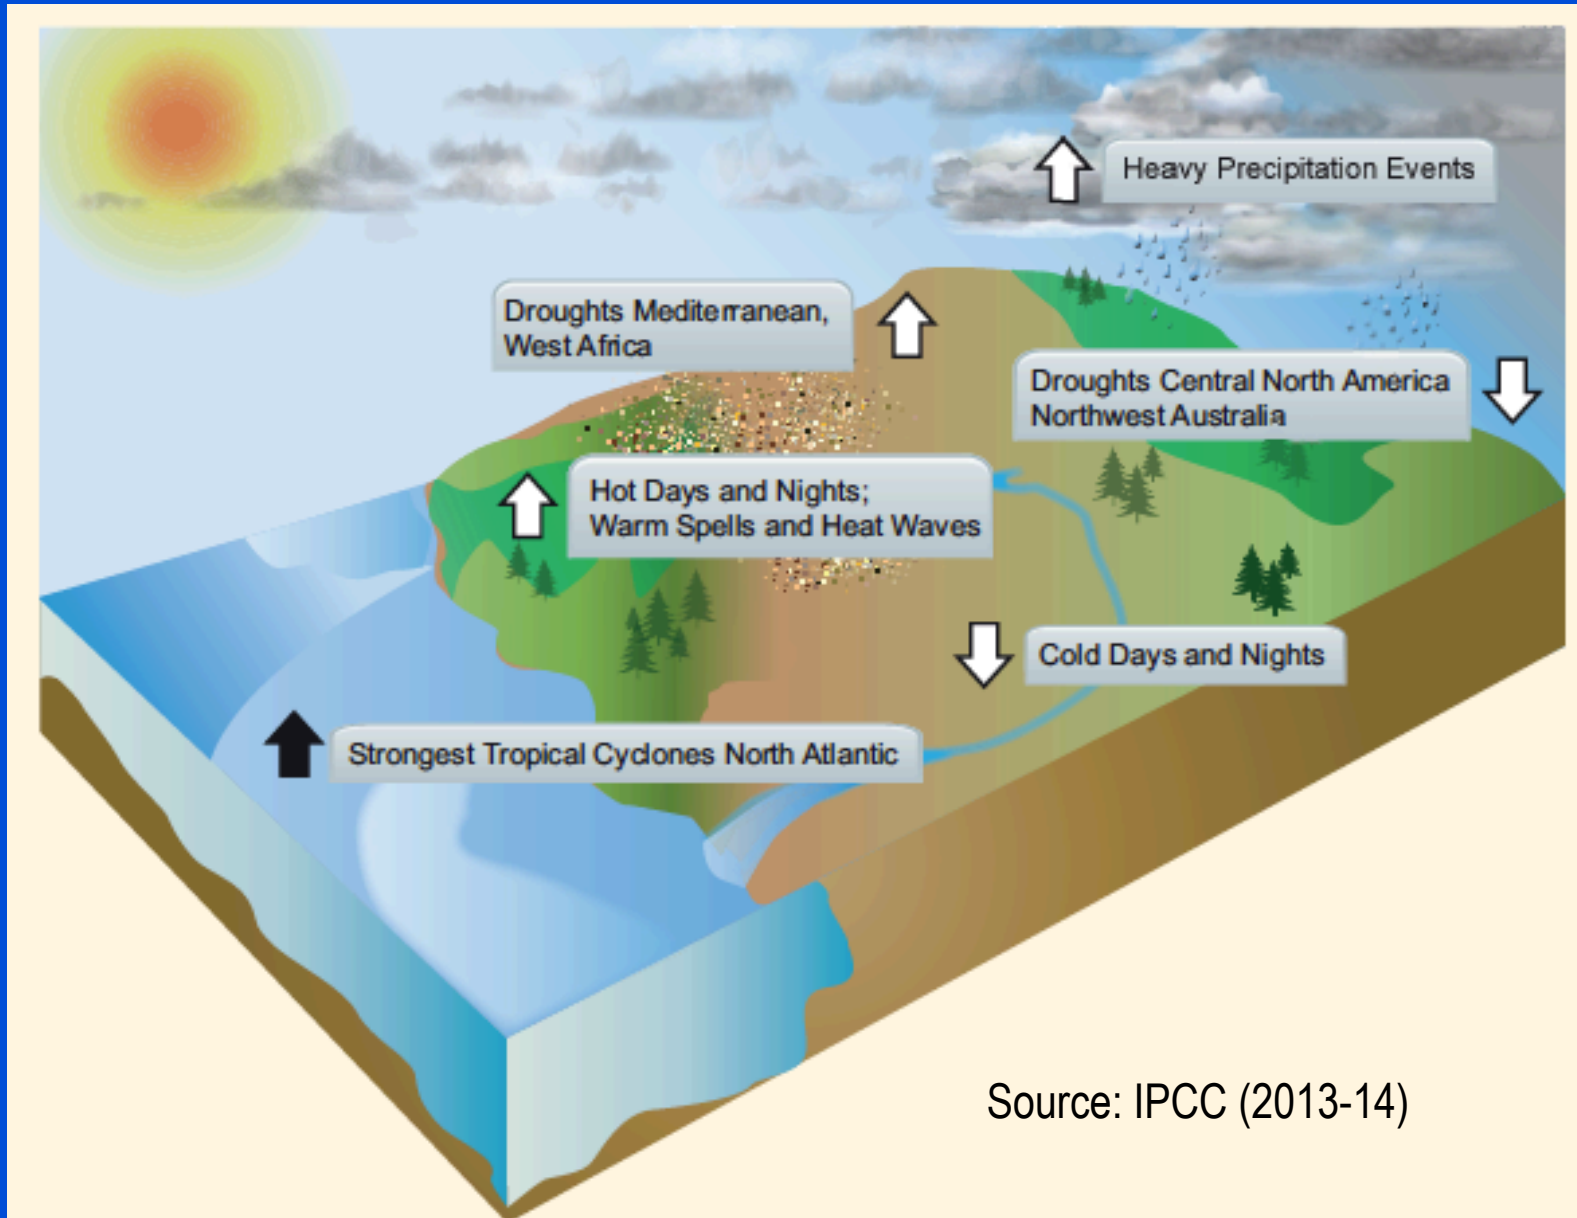 Heavy Precipitation Events
Droughts Mediterranean,
West Africa
Droughts Central North America
Northwest Australia
Hot Days and Nights;
Warm Spells and Heat Waves
Cold Days and Nights
Strongest Tropical Cyclones North Atlantic
Source: IPCC (2013-14)